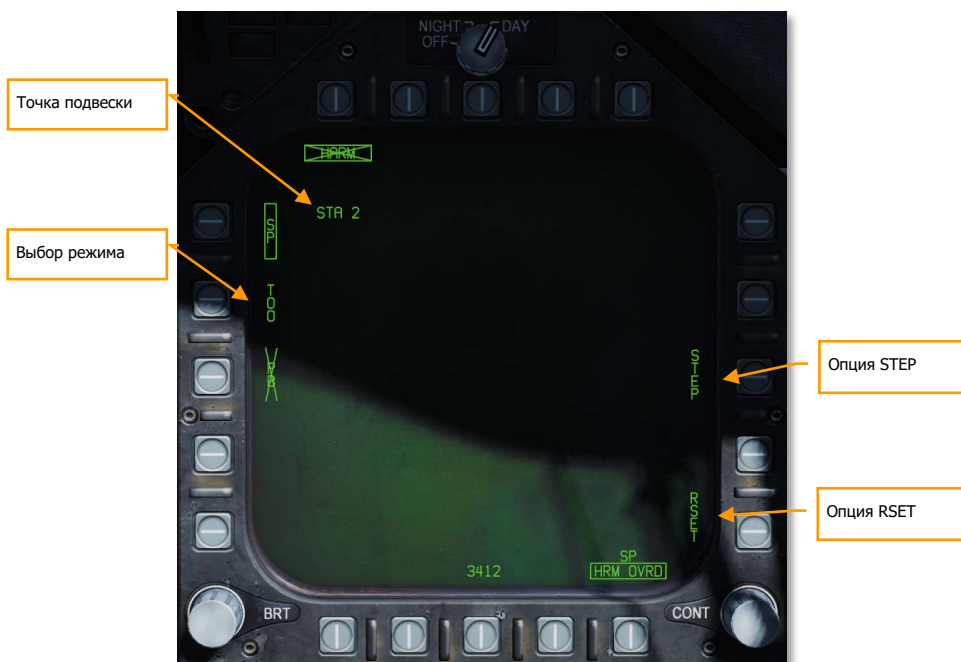 NIGHT DAY
OFF
Точка подвески
HARM
STA 2
SP
Выбор режима
TOO
PB
STEP
Опция STEP
RSET
Опция RSET
SP
3412
HRM OVRD
BRT
CONT